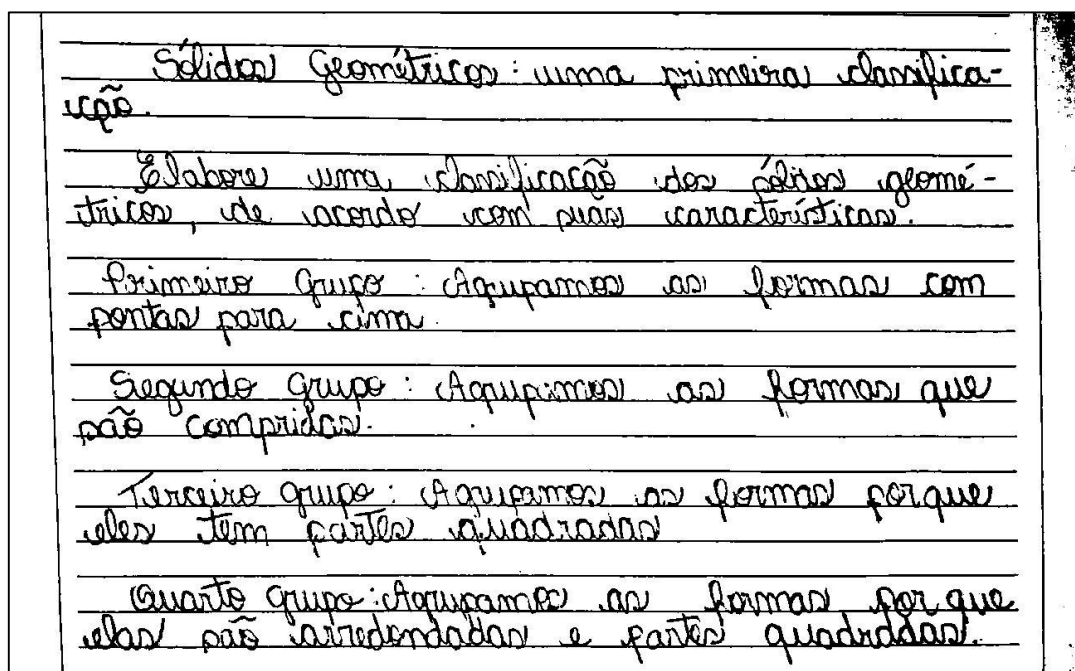 Sólidos Geométricos: uma primeira classifica-
ção.
Elabore uma classificação dos sólidos geomé-
tricos, de acordo com suas características.
Primeiro Grupo: Agrupamos as formas com
pontas para cima.
Segundo Grupo: Agrupamos as formas que
são compridas.
Terceiro grupo: Agrupamos as formas porque
eles tem partes quadradas
Quarto grupo: Agrupamos as formas por que
elas são arredondadas e partes quadradas.